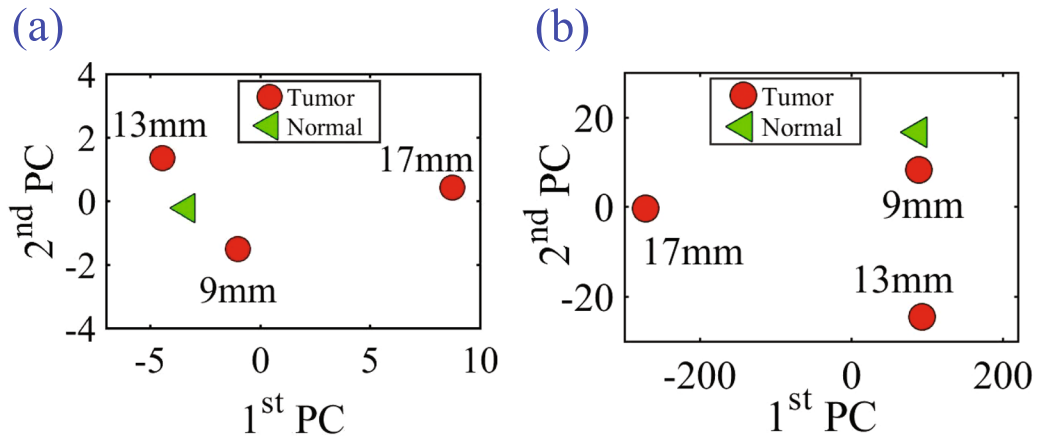 (a)
4
2
0
-2
-4
2nd PC
Tumor
Normal
13mm
17mm
9mm
-5 0 5 10
1st PC
(b)
20
0
-20
2nd PC
Tumor
Normal
9mm
17mm
13mm
-200 0 200
1st PC